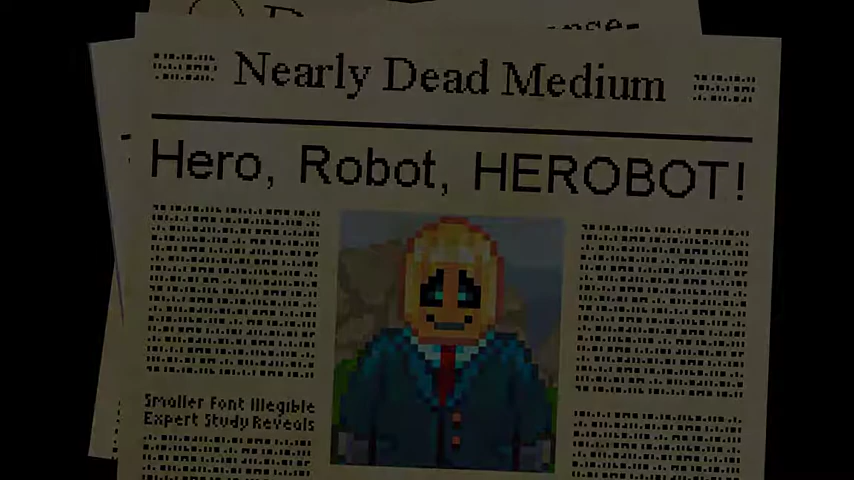 Nearly Dead Medium
Hero, Robot, HEROBOT!
Smaller Font Illegible
Expert Study Reveals